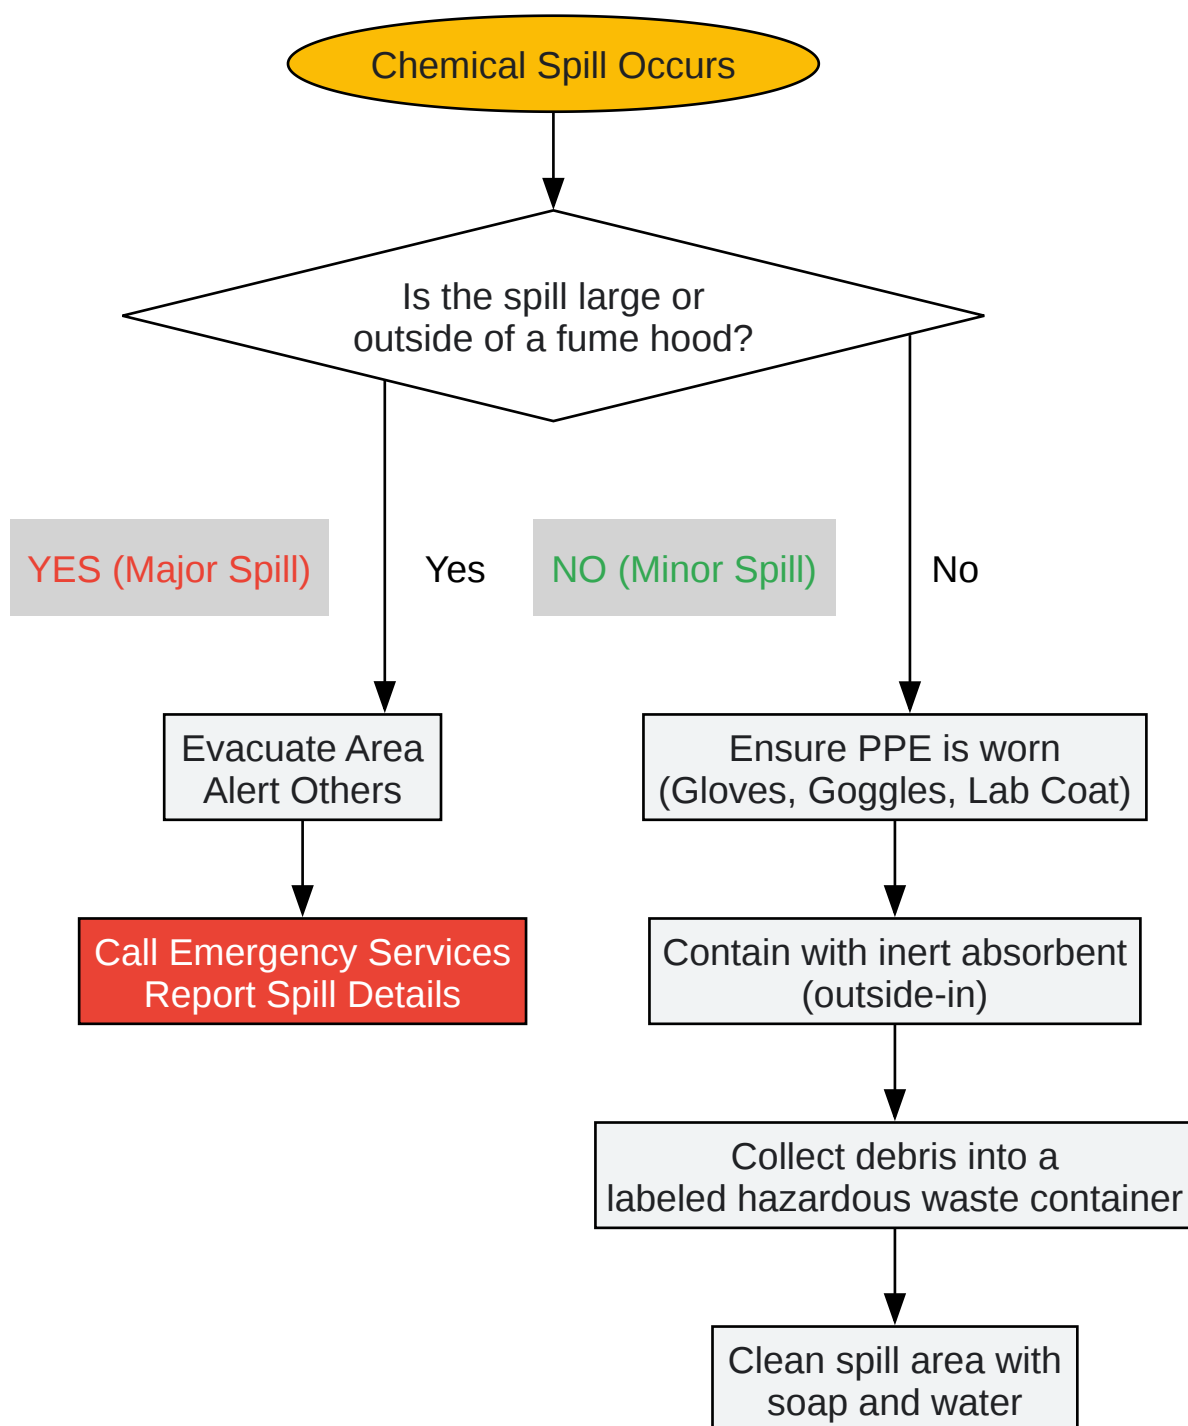 Chemical Spill Occurs
Is the spill large or
outside of a fume hood?
YES (Major Spill)
Yes
NO (Minor Spill)
No
Evacuate Area
Alert Others
Ensure PPE is worn
(Gloves, Goggles, Lab Coat)
Call Emergency Services
Report Spill Details
Contain with inert absorbent
(outside-in)
Collect debris into a
labeled hazardous waste container
Clean spill area with
soap and water